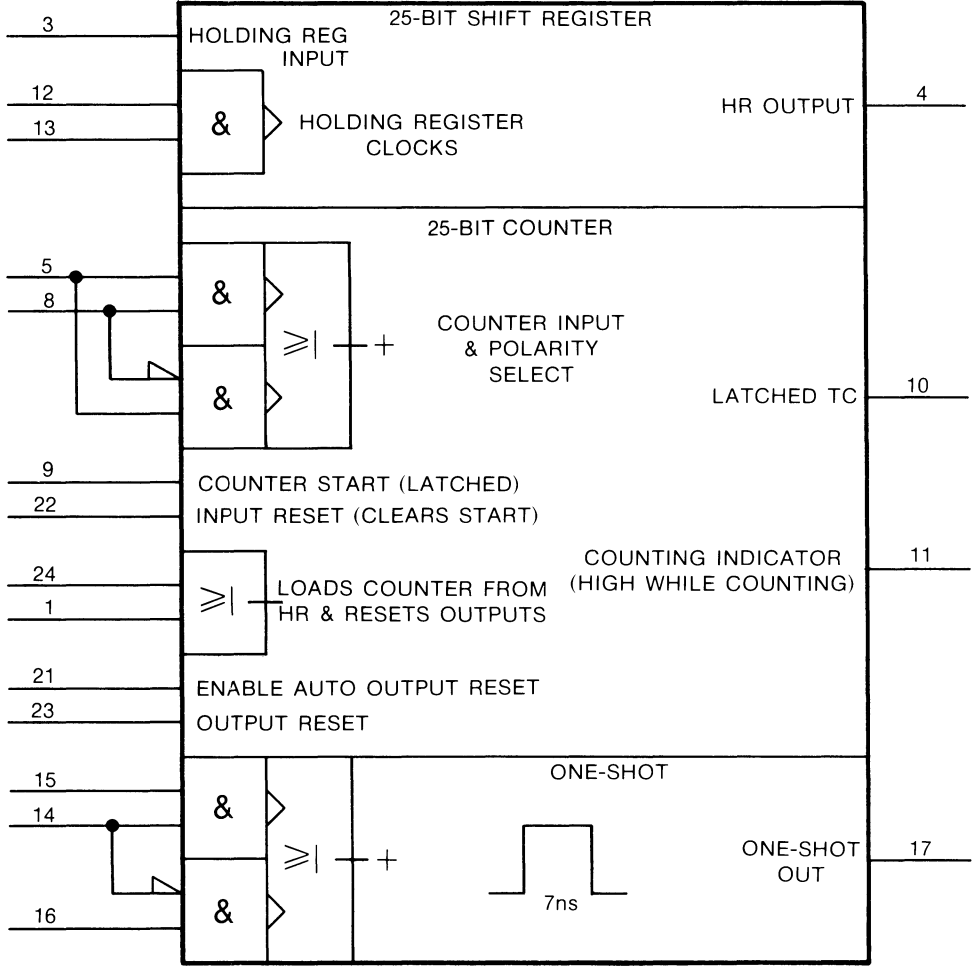 25-BIT SHIFT REGISTER
3
HOLDING REG
INPUT
12
13
&
HOLDING REGISTER
CLOCKS
HR OUTPUT
4
25-BIT COUNTER
5
8
&
&
≥|
+
COUNTER INPUT
& POLARITY
SELECT
LATCHED TC
10
9
COUNTER START (LATCHED)
22
INPUT RESET (CLEARS START)
24
1
≥|
LOADS COUNTER FROM
HR & RESETS OUTPUTS
COUNTING INDICATOR
(HIGH WHILE COUNTING)
11
21
ENABLE AUTO OUTPUT RESET
23
OUTPUT RESET
ONE-SHOT
15
14
16
&
&
≥|
+
7ns
ONE-SHOT
OUT
17